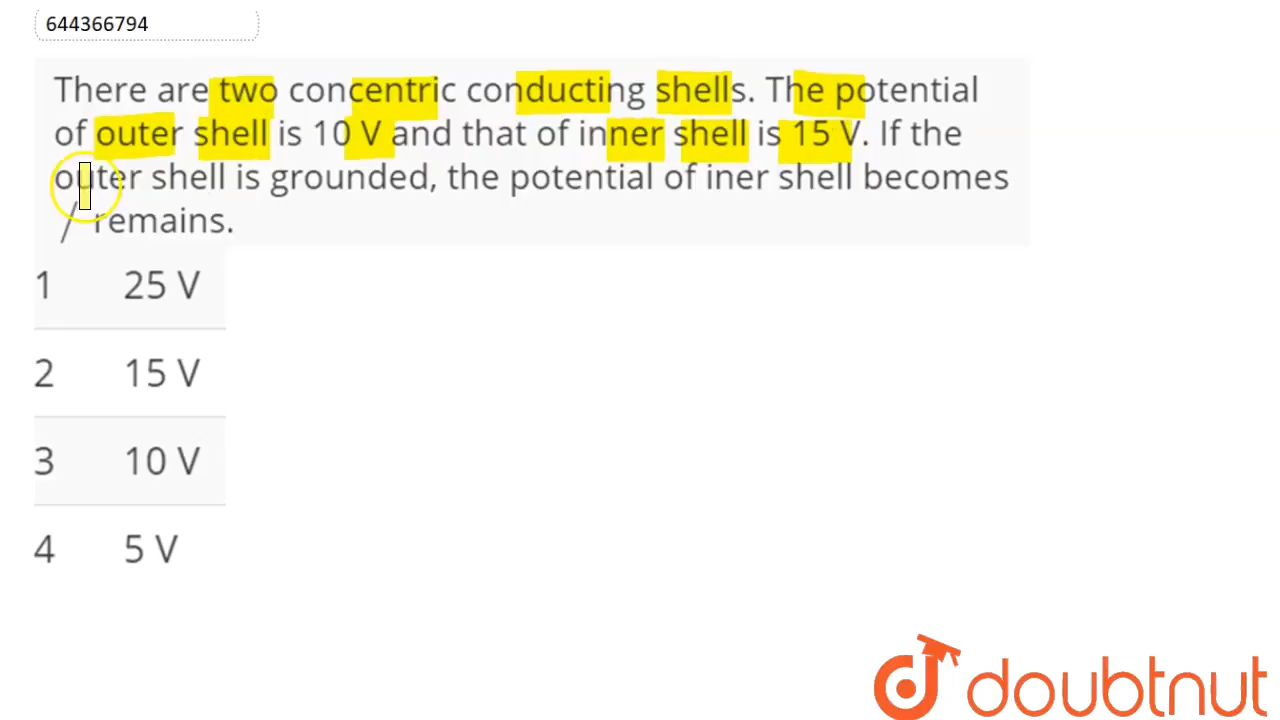 644366794
There are two concentric conducting shells. The potential
of outer shell is 10 V and that of inner shell is 15 V. If the
outer shell is grounded, the potential of iner shell becomes
/ remains.
1 25 V
2 15 V
3 10 V
4 5 V
doubtnut